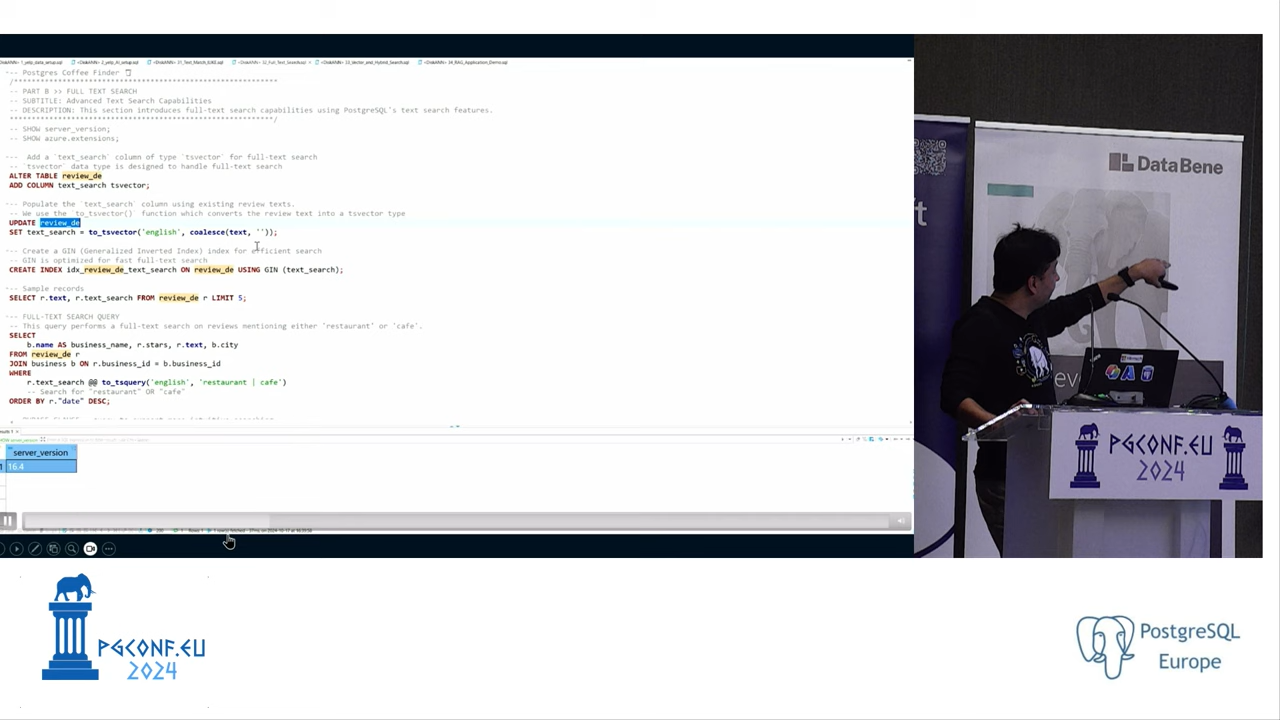 -- Postgres Coffee Finder
/*********************************************************
-- PART B >> FULL TEXT SEARCH
-- SUBTITLE: Advanced Text Search Capabilities
-- DESCRIPTION: This section introduces full-text search capabilities using PostgreSQL's text search features.
*********************************************************/
-- SHOW server_version;
-- SHOW azure.extensions;
-- Add a `text_search` column of type `tsvector` for full-text search
-- `tsvector` data type is designed to handle full-text search
ALTER TABLE review_de
ADD COLUMN text_search tsvector;
-- Populate the `text_search` column using existing review texts.
-- We use the `to_tsvector()` function which converts the review text into a tsvector type
UPDATE review_de
SET text_search = to_tsvector('english', coalesce(text, ''));
-- Create a GIN (Generalized Inverted Index) index for efficient search
-- GIN is optimized for fast full-text search
CREATE INDEX idx_review_de_text_search ON review_de USING GIN (text_search);
-- Sample records
SELECT r.text, r.text_search FROM review_de r LIMIT 5;
-- FULL-TEXT SEARCH QUERY
-- This query performs a full-text search on reviews mentioning either 'restaurant' or 'cafe'.
SELECT
b.name AS business_name, r.stars, r.text, b.city
FROM review_de r
JOIN business b ON r.business_id = b.business_id
WHERE
r.text_search @@ to_tsquery('english', 'restaurant | cafe')
-- Search for "restaurant" OR "cafe"
ORDER BY r."date" DESC;
server_version
16.4
Data Bene
PGCONF.EU
2024
PGCONF.EU
2024
PostgreSQL
Europe